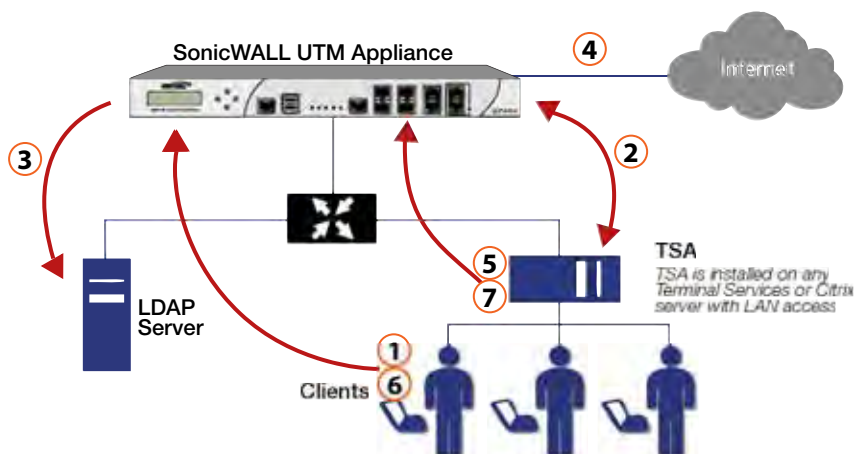 SonicWALL UTM Appliance
4
Internet
3
2
5
7
TSA
TSA is installed on any
Terminal Services or Citrix
server with LAN access
LDAP
Server
1
6
Clients